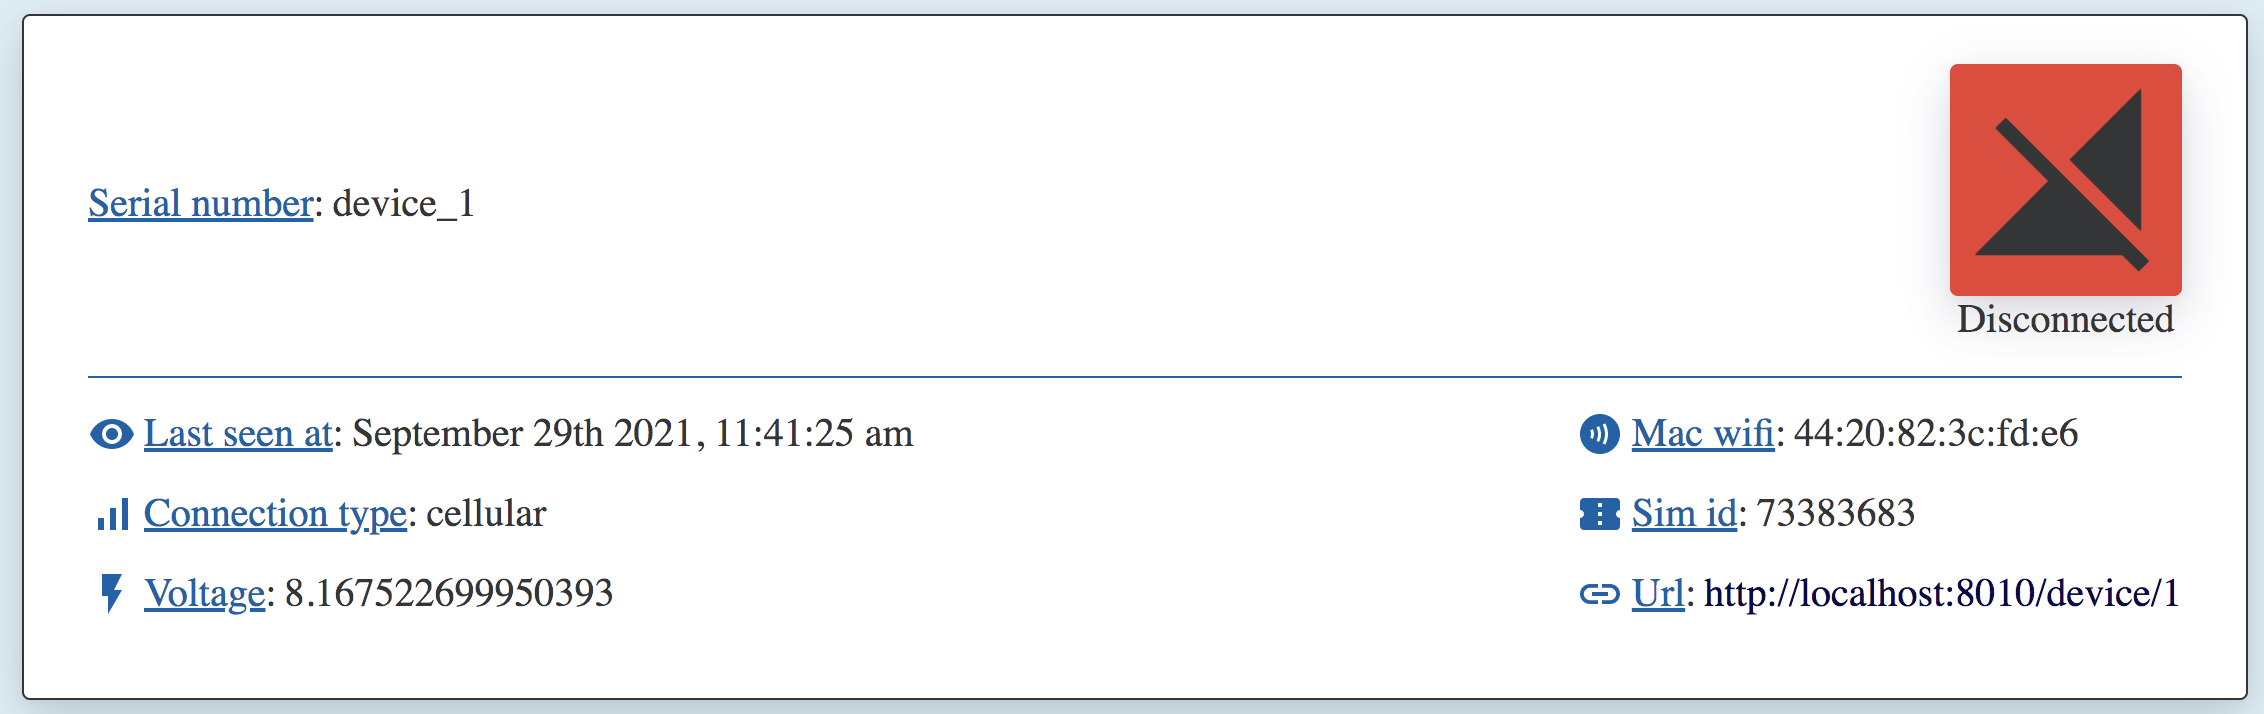 Serial number: device_1
Disconnected
Last seen at: September 29th 2021, 11:41:25 am
Connection type: cellular
Voltage: 8.167522699950393
Mac wifi: 44:20:82:3c:fd:e6
Sim id: 73383683
Url: http://localhost:8010/device/1